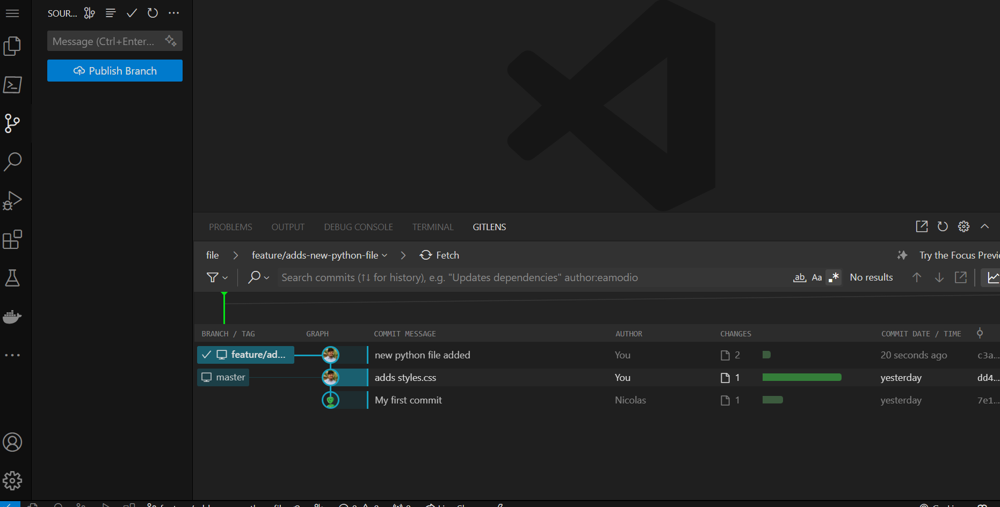 SOUR...
Message (Ctrl+Enter...
Publish Branch
PROBLEMS OUTPUT DEBUG CONSOLE TERMINAL GITLENS
file feature/adds-new-python-file Fetch Try the Focus Previe
Search commits (↑↓ for history), e.g. "Updates dependencies" author:eamodio ab Aa .* No results
BRANCH / TAG GRAPH COMMIT MESSAGE AUTHOR CHANGES COMMIT DATE / TIME
feature/ad... new python file added You 2 20 seconds ago c3a...
master adds styles.css You 1 yesterday dd4...
My first commit Nicolas 1 yesterday 7e1...